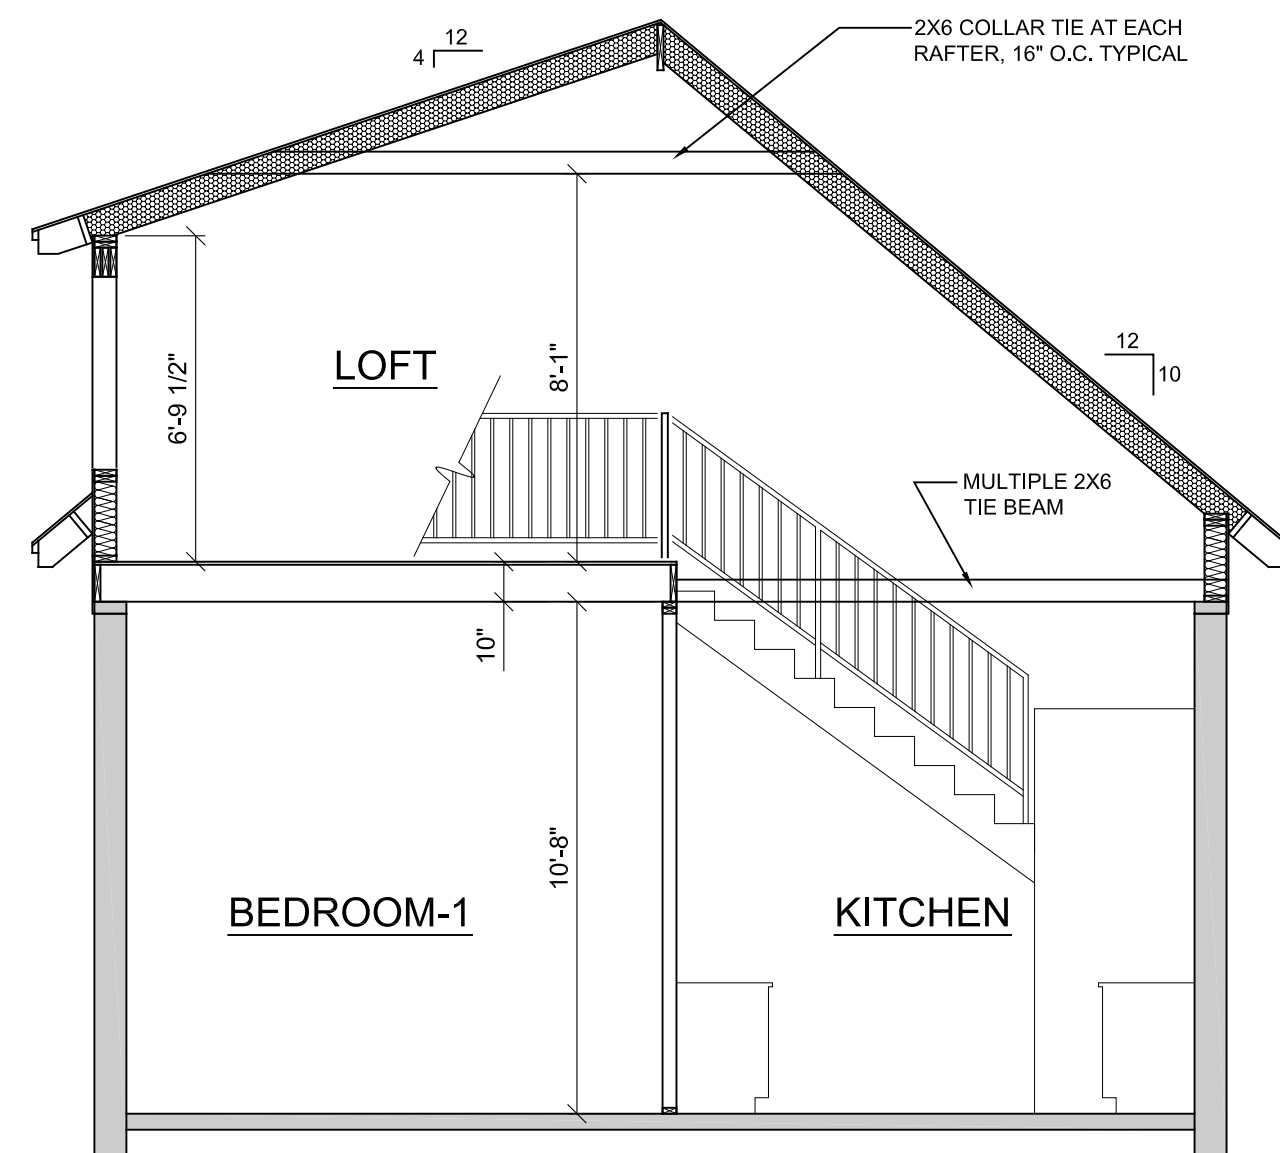 2X6 COLLAR TIE AT EACH
RAFTER, 16" O.C. TYPICAL
12
4
12
10
LOFT
6'-9 1/2"
8'-1"
MULTIPLE 2X6
TIE BEAM
10"
10'-8"
BEDROOM-1
KITCHEN